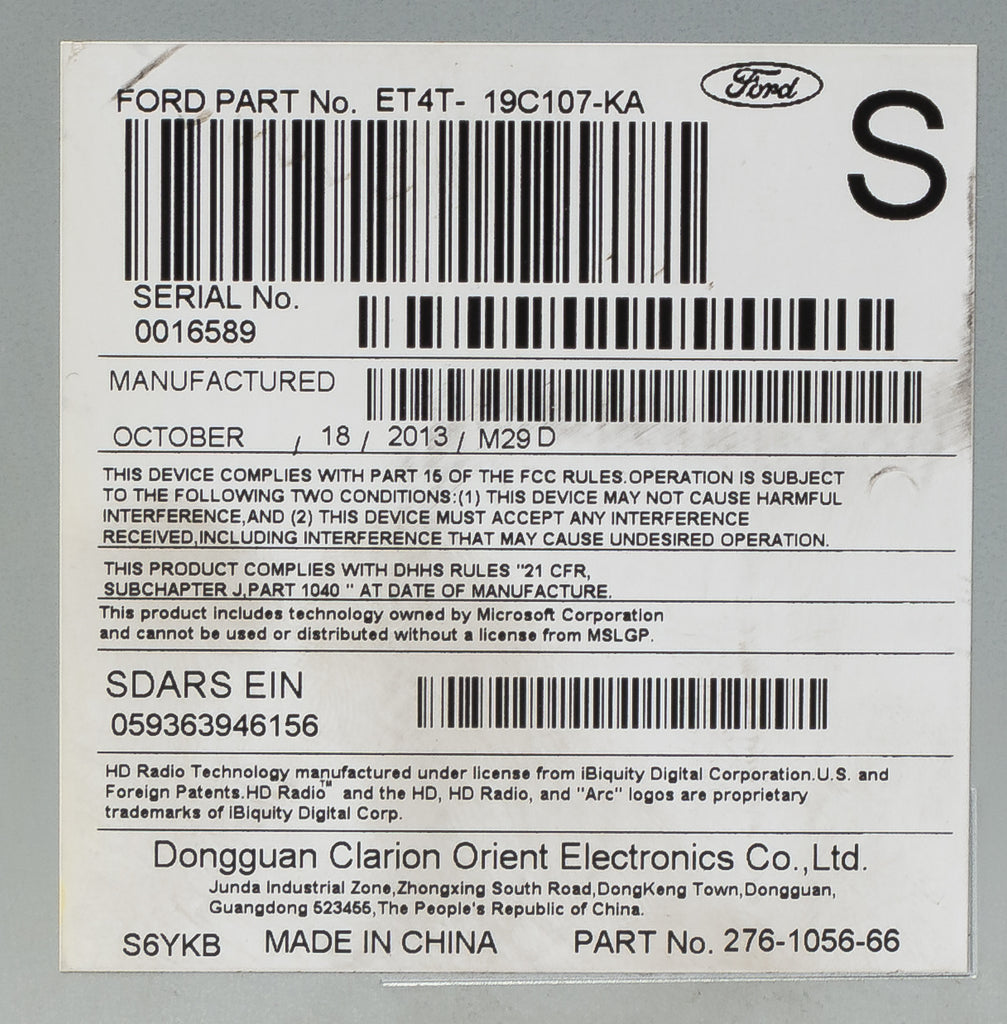 FORD PART No. ET4T- 19C107-KA
Ford
S
SERIAL No.
0016589
MANUFACTURED
OCTOBER / 18 / 2013 / M29 D
THIS DEVICE COMPLIES WITH PART 15 OF THE FCC RULES.OPERATION IS SUBJECT
TO THE FOLLOWING TWO CONDITIONS:(1) THIS DEVICE MAY NOT CAUSE HARMFUL
INTERFERENCE,AND (2) THIS DEVICE MUST ACCEPT ANY INTERFERENCE
RECEIVED,INCLUDING INTERFERENCE THAT MAY CAUSE UNDESIRED OPERATION.
THIS PRODUCT COMPLIES WITH DHHS RULES "21 CFR,
SUBCHAPTER J,PART 1040 " AT DATE OF MANUFACTURE.
This product includes technology owned by Microsoft Corporation
and cannot be used or distributed without a license from MSLGP.
SDARS EIN
059363946156
HD Radio Technology manufactured under license from iBiquity Digital Corporation.U.S. and
Foreign Patents.HD Radio™ and the HD, HD Radio, and "Arc" logos are proprietary
trademarks of iBiquity Digital Corp.
Dongguan Clarion Orient Electronics Co.,Ltd.
Junda Industrial Zone,Zhongxing South Road,DongKeng Town,Dongguan,
Guangdong 523455,The People's Republic of China.
S6YKB MADE IN CHINA PART No. 276-1056-66